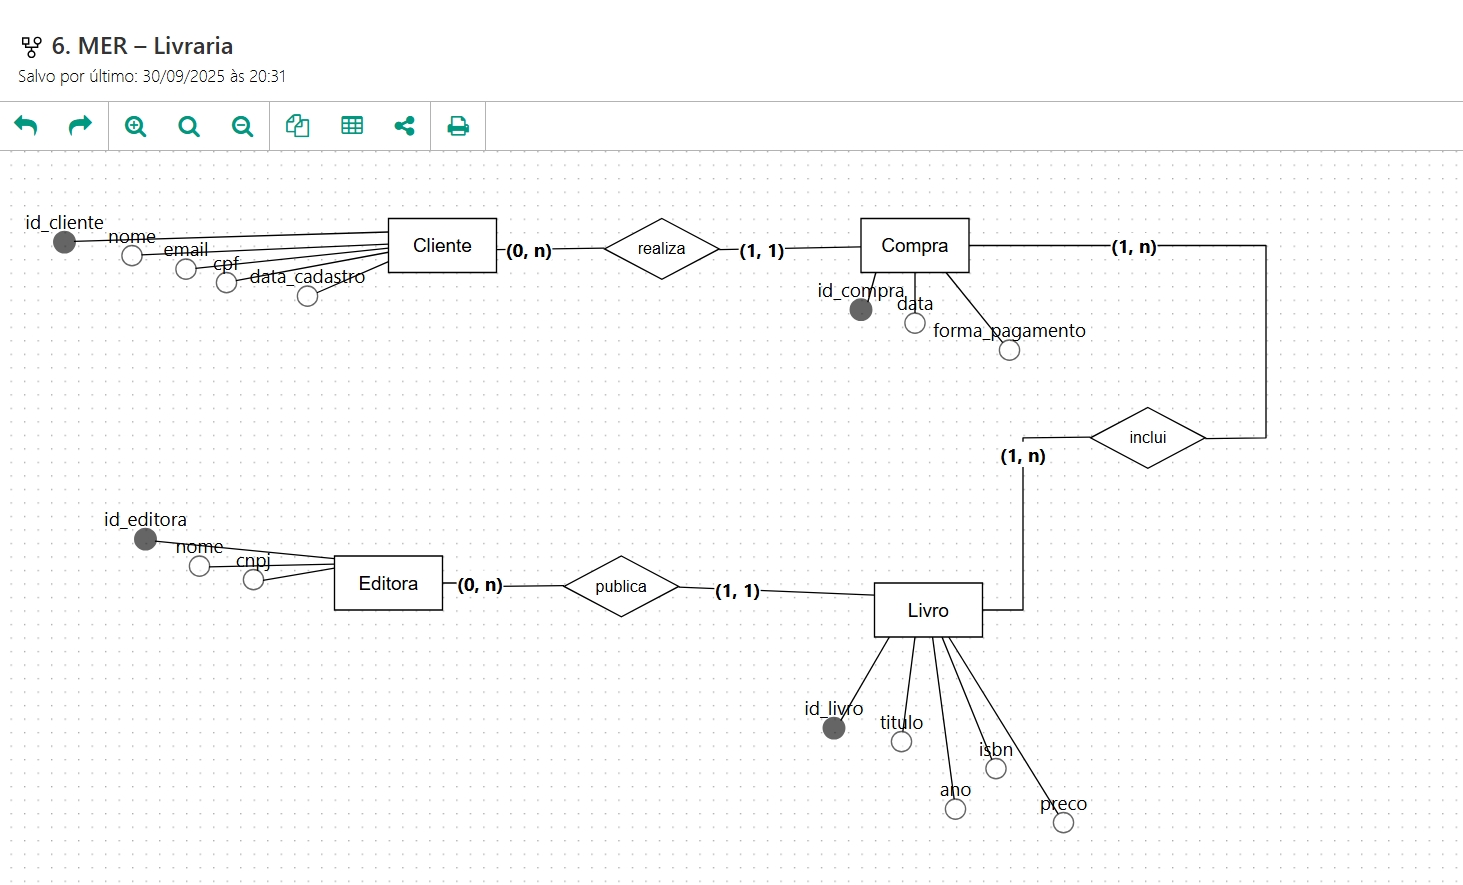 6. MER – Livraria
Salvo por último: 30/09/2025 às 20:31
id_cliente
nome
email
cpf
data_cadastro
Cliente
(0, n)
realiza
(1, 1)
Compra
(1, n)
id_compra
data
forma_pagamento
inclui
(1, n)
id_editora
nome
cnpj
Editora
(0, n)
publica
(1, 1)
Livro
id_livro
titulo
isbn
ano
preco